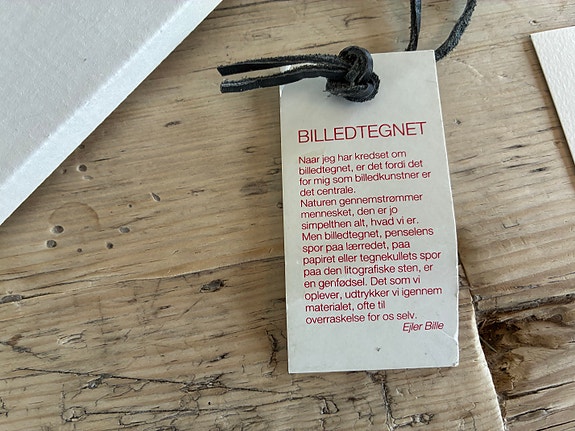 BILLEDTEGNET
Naar jeg har kredset om
billedtegnet, er det fordi det
for mig som billedkunstner er
det centrale.
Naturen gennemstrømmer
mennesket, den er jo
simpelthen alt, hvad vi er.
Men billedtegnet, penselens
spor paa lærredet, paa
papiret eller tegnekullets spor
paa den litografiske sten, er
en genfødsel. Det som vi
oplever, udtrykker vi igennem
materialet, ofte til
overraskelse for os selv.
Ejler Bille